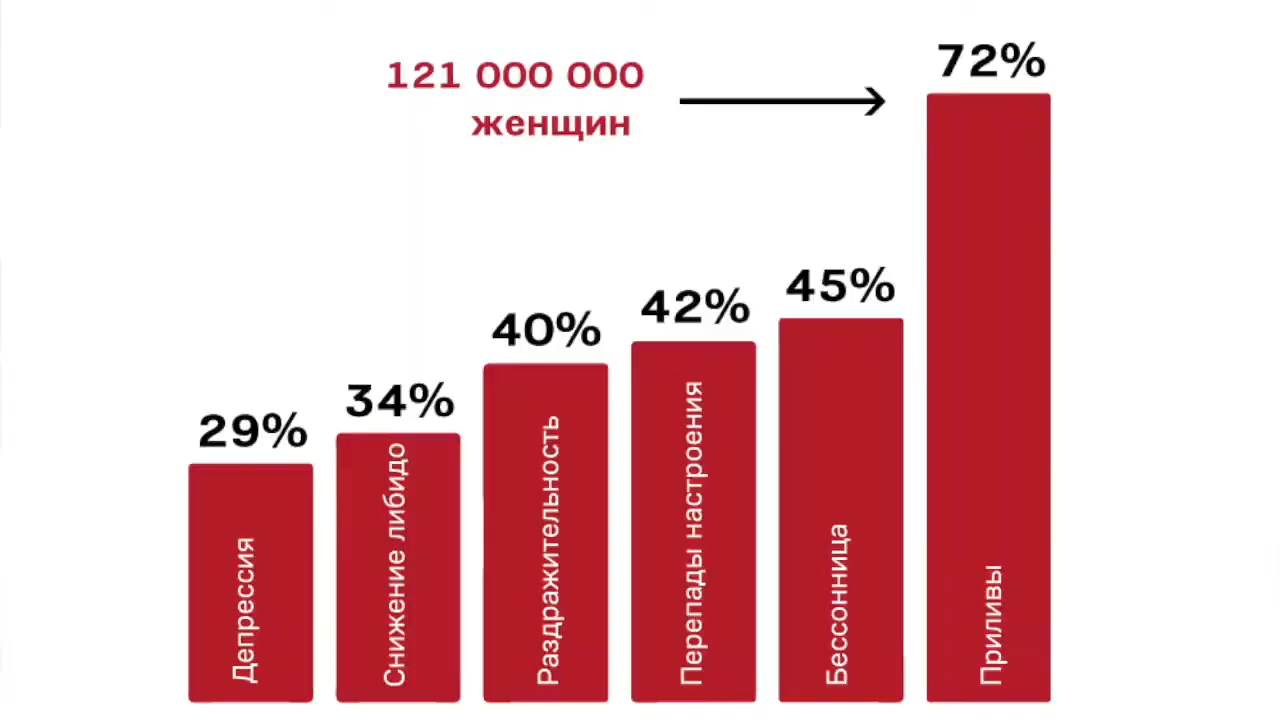 121 000 000
женщин
72%
45%
42%
40%
34%
29%
Депрессия
Снижение либидо
Раздражительность
Перепады настроения
Бессонница
Приливы